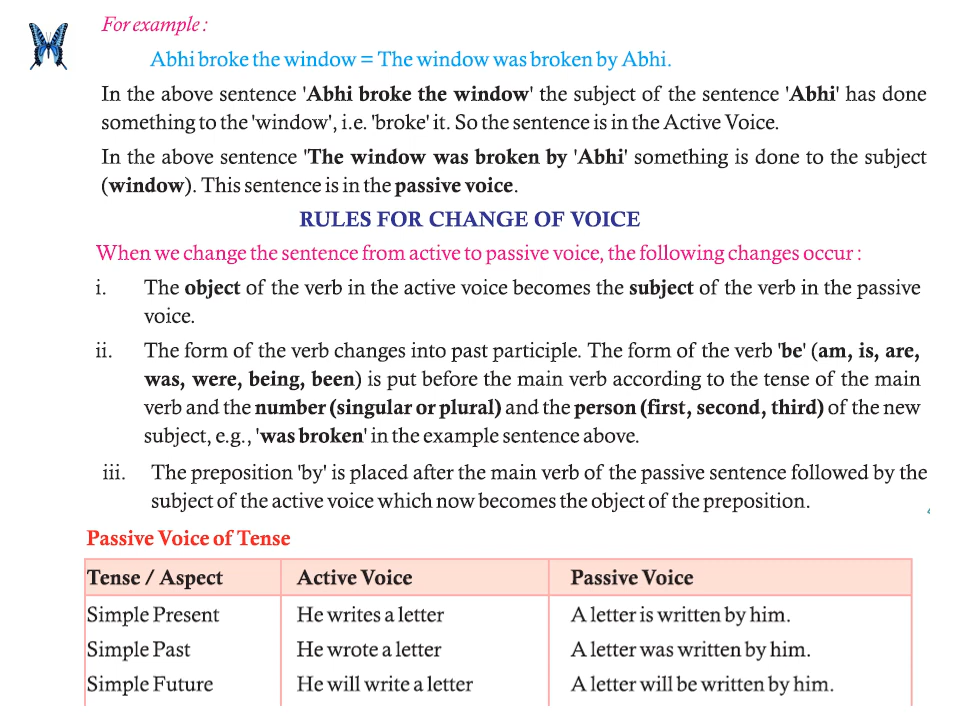 For example :
Abhi broke the window = The window was broken by Abhi.
In the above sentence 'Abhi broke the window' the subject of the sentence 'Abhi' has done
something to the 'window', i.e. 'broke' it. So the sentence is in the Active Voice.
In the above sentence 'The window was broken by 'Abhi' something is done to the subject
(window). This sentence is in the passive voice.
RULES FOR CHANGE OF VOICE
When we change the sentence from active to passive voice, the following changes occur :
i. The object of the verb in the active voice becomes the subject of the verb in the passive
voice.
ii. The form of the verb changes into past participle. The form of the verb 'be' (am, is, are,
was, were, being, been) is put before the main verb according to the tense of the main
verb and the number (singular or plural) and the person (first, second, third) of the new
subject, e.g., 'was broken' in the example sentence above.
iii. The preposition 'by' is placed after the main verb of the passive sentence followed by the
subject of the active voice which now becomes the object of the preposition.
Passive Voice of Tense
Tense / Aspect Active Voice Passive Voice
Simple Present He writes a letter A letter is written by him.
Simple Past He wrote a letter A letter was written by him.
Simple Future He will write a letter A letter will be written by him.